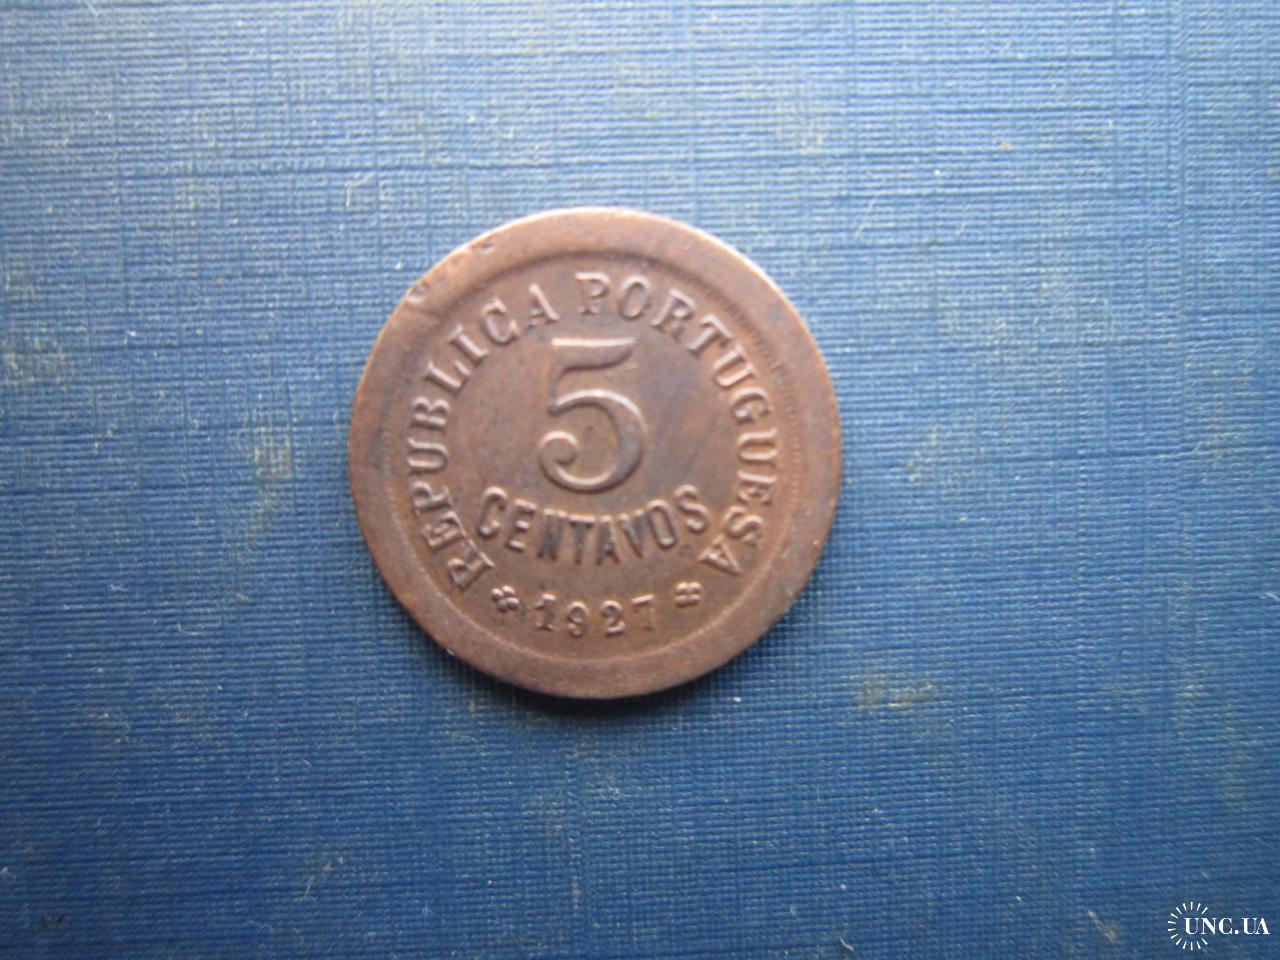 REPUBLICA PORTUGUESA
5
CENTAVOS
1927
UNC.UA